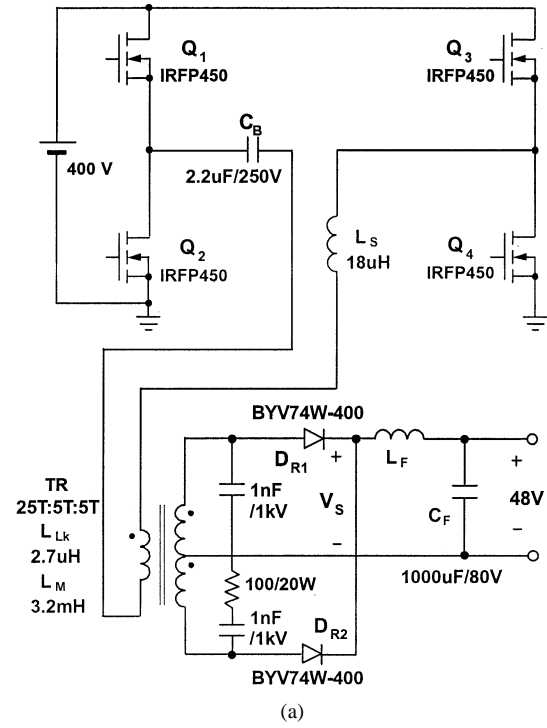 Q1
IRFP450
Q3
IRFP450
CB
2.2uF/250V
400 V
Q2
IRFP450
LS
18uH
Q4
IRFP450
BYV74W-400
DR1
+
LF
TR
25T:5T:5T
LLk
2.7uH
LM
3.2mH
1nF
/1kV
VS
−
+
48V
−
CF
1000uF/80V
100/20W
1nF
/1kV
DR2
BYV74W-400
(a)